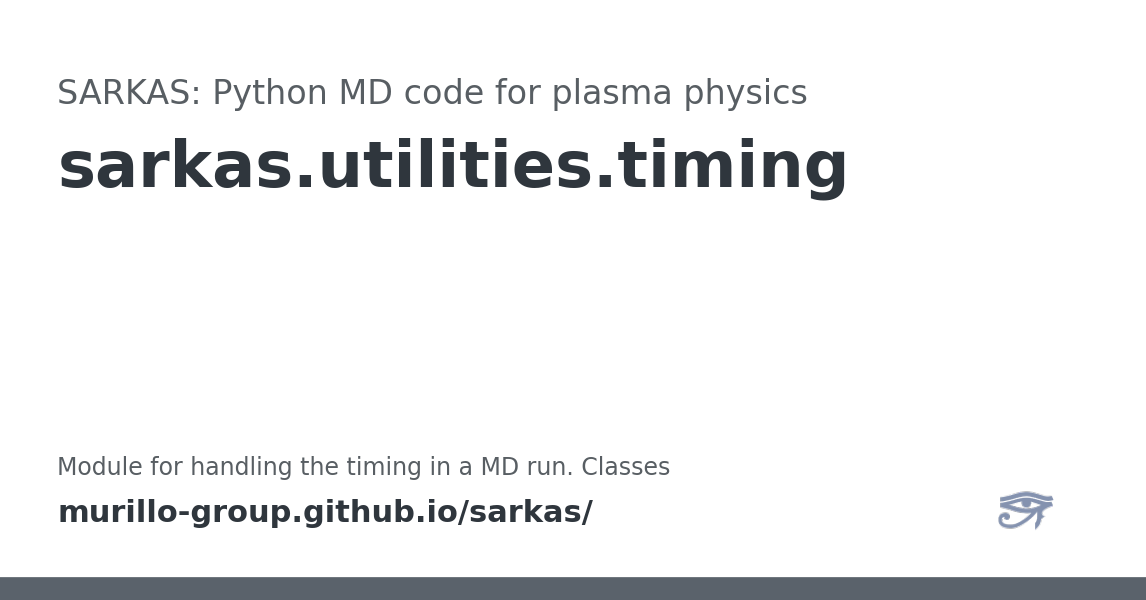 SARKAS: Python MD code for plasma physics
sarkas.utilities.timing
Module for handling the timing in a MD run. Classes
murillo-group.github.io/sarkas/